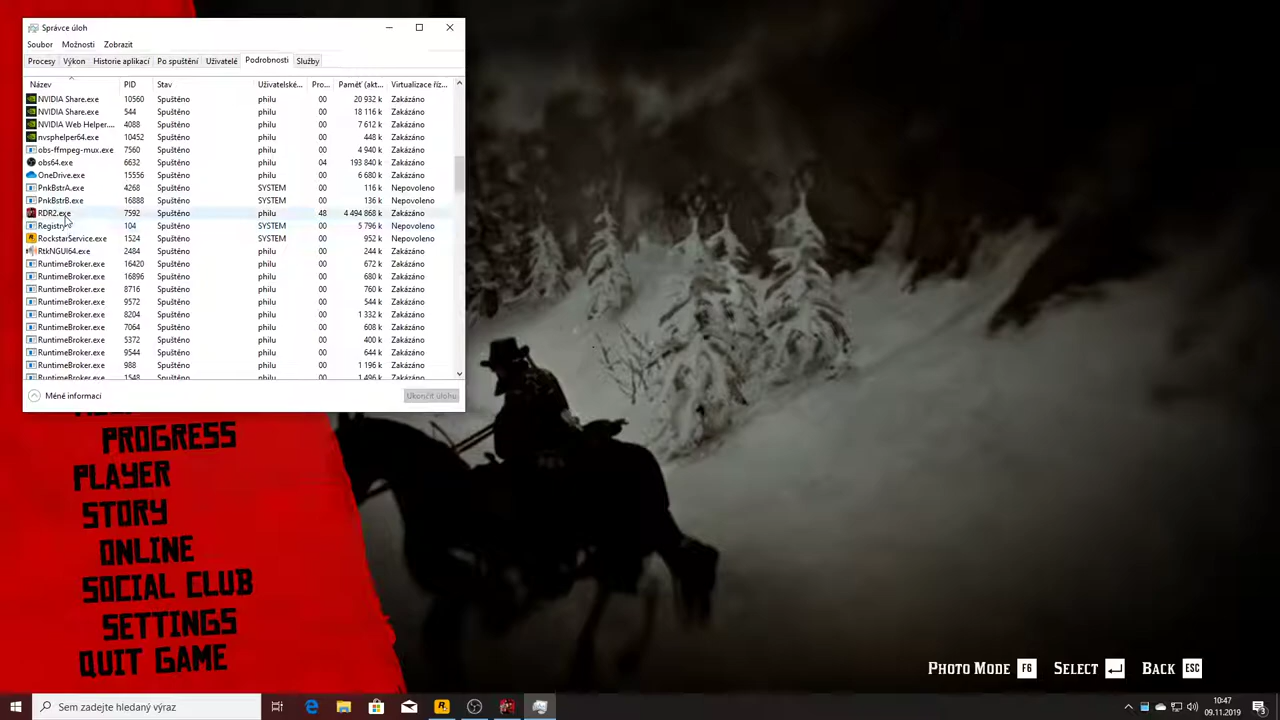 Správce úloh
Soubor Možnosti Zobrazit
Procesy Výkon Historie aplikací Po spuštění Uživatelé Podrobnosti Služby
Název PID Stav Uživatelské... Pro... Paměť (akt... Virtualizace říz...
NVIDIA Share.exe 10560 Spuštěno philu 00 20 932 k Zakázáno
NVIDIA Share.exe 544 Spuštěno philu 00 18 116 k Zakázáno
NVIDIA Web Helper.... 4088 Spuštěno philu 00 7 612 k Zakázáno
nvsphelper64.exe 10452 Spuštěno philu 00 448 k Zakázáno
obs-ffmpeg-mux.exe 7560 Spuštěno philu 00 4 940 k Zakázáno
obs64.exe 6632 Spuštěno philu 04 193 840 k Zakázáno
OneDrive.exe 15556 Spuštěno philu 00 6 680 k Zakázáno
PnkBstrA.exe 4268 Spuštěno SYSTEM 00 116 k Nepovoleno
PnkBstrB.exe 16888 Spuštěno SYSTEM 00 136 k Nepovoleno
RDR2.exe 7592 Spuštěno philu 48 4 494 868 k Zakázáno
Registry 104 Spuštěno SYSTEM 00 5 796 k Nepovoleno
RockstarService.exe 1524 Spuštěno SYSTEM 00 952 k Nepovoleno
RtkNGUI64.exe 2484 Spuštěno philu 00 244 k Zakázáno
RuntimeBroker.exe 16420 Spuštěno philu 00 672 k Zakázáno
RuntimeBroker.exe 16896 Spuštěno philu 00 680 k Zakázáno
RuntimeBroker.exe 8716 Spuštěno philu 00 760 k Zakázáno
RuntimeBroker.exe 9572 Spuštěno philu 00 544 k Zakázáno
RuntimeBroker.exe 8204 Spuštěno philu 00 1 332 k Zakázáno
RuntimeBroker.exe 7064 Spuštěno philu 00 608 k Zakázáno
RuntimeBroker.exe 5372 Spuštěno philu 00 400 k Zakázáno
RuntimeBroker.exe 9544 Spuštěno philu 00 644 k Zakázáno
RuntimeBroker.exe 988 Spuštěno philu 00 1 196 k Zakázáno
RuntimeBroker.exe 1548 Spuštěno philu 00 1 496 k Zakázáno
Méně informací Ukončit úlohu
PROGRESS
PLAYER
STORY
ONLINE
SOCIAL CLUB
SETTINGS
QUIT GAME
PHOTO MODE F6 SELECT BACK ESC
Sem zadejte hledaný výraz
10:47
09.11.2019